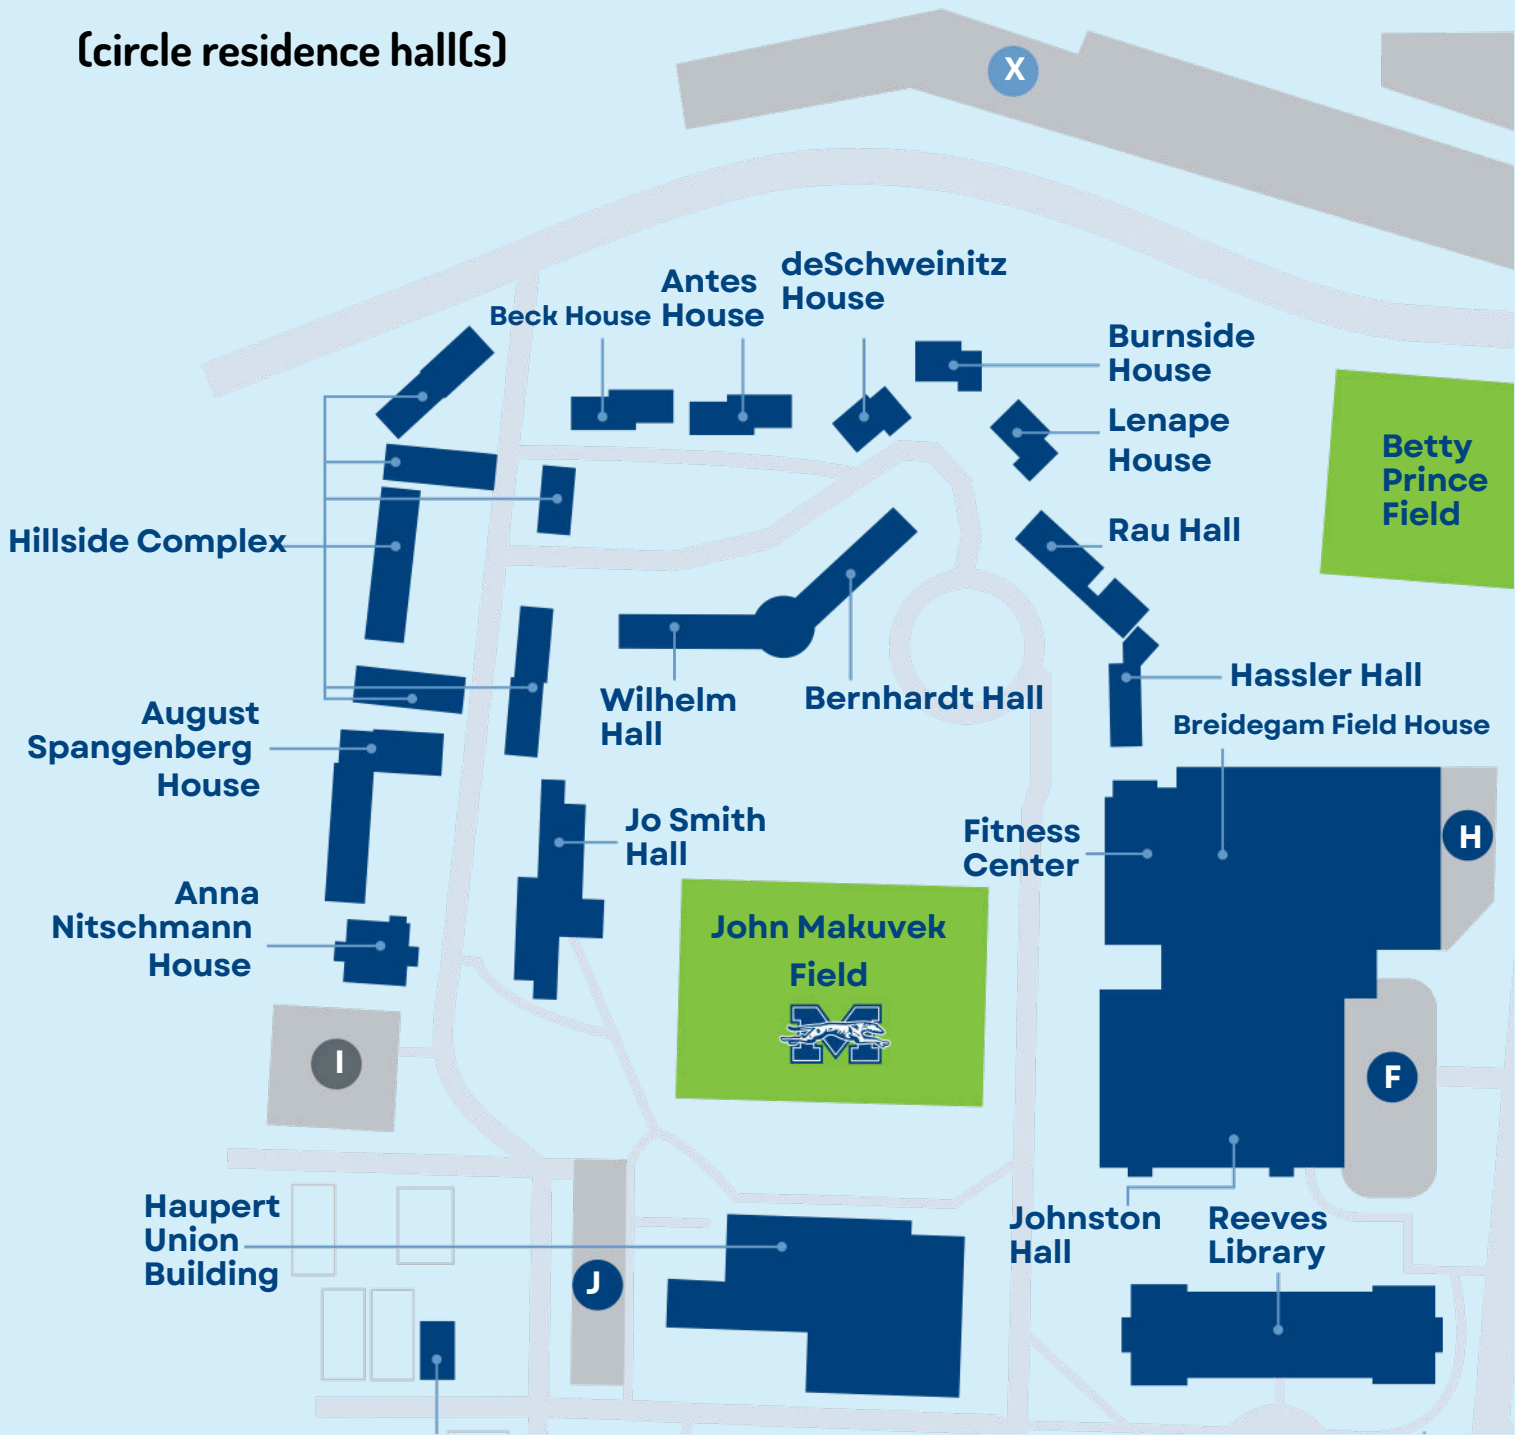 (circle residence hall(s)
X
deSchweinitz
House
Antes
House
Beck House
Burnside
House
Lenape
House
Betty
Prince
Field
Rau Hall
Hillside Complex
Wilhelm
Hall
Bernhardt Hall
Hassler Hall
August
Spangenberg
House
Breidegam Field House
Jo Smith
Hall
Fitness
Center
H
Anna
Nitschmann
House
John Makuvek
Field
M
I
F
Haupert
Union
Building
J
Johnston
Hall
Reeves
Library